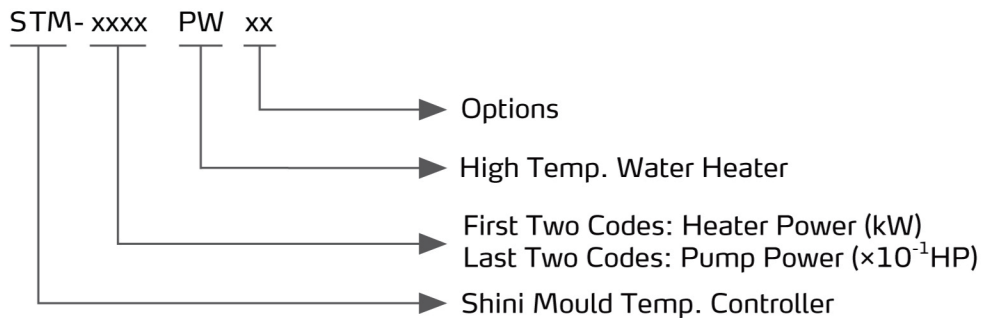 STM- xxxx PW xx
Options
High Temp. Water Heater
First Two Codes: Heater Power (kW)
Last Two Codes: Pump Power (×10⁻¹HP)
Shini Mould Temp. Controller